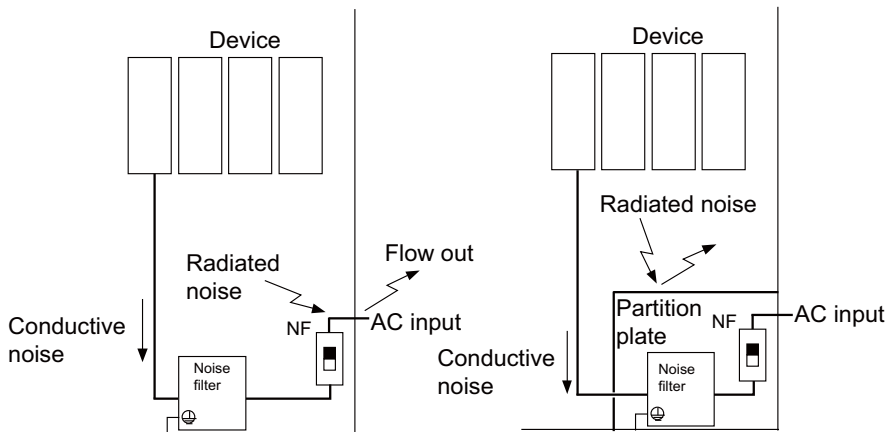 Device
Radiated
noise
Flow out
Conductive
noise
NF
AC input
Noise
filter
Device
Radiated noise
Partition
plate
NF
AC input
Conductive
noise
Noise
filter